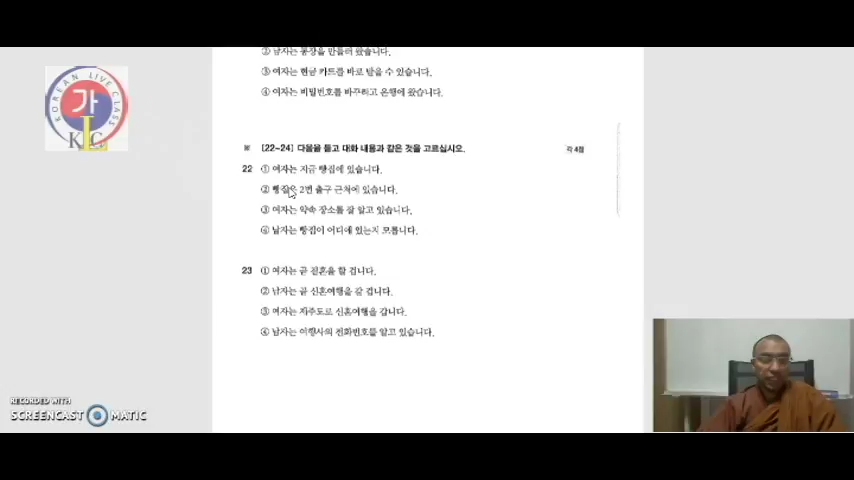 ② 남자는 통장을 만들러 왔습니다.
③ 여자는 현금 카드를 바로 받을 수 있습니다.
④ 여자는 비밀번호를 바꾸려고 은행에 왔습니다.
KOREAN LIVE CLASS
가
KLC
※ [22~24] 다음을 듣고 대화 내용과 같은 것을 고르십시오. 각 4점
22 ① 여자는 지금 빵집에 있습니다.
② 빵집은 2번 출구 근처에 있습니다.
③ 여자는 약속 장소를 잘 알고 있습니다.
④ 남자는 빵집이 어디에 있는지 모릅니다.
23 ① 여자는 곧 결혼을 할 겁니다.
② 남자는 곧 신혼여행을 갈 겁니다.
③ 여자는 제주도로 신혼여행을 갑니다.
④ 남자는 여행사의 전화번호를 알고 있습니다.
RECORDED WITH
SCREENCAST MATIC